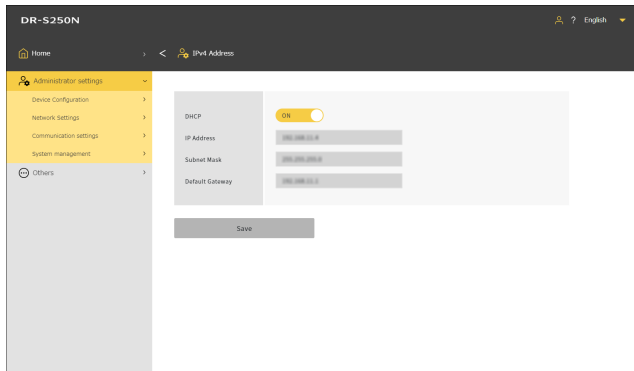 DR-S250N
? English
Home
< IPv4 Address
Administrator settings
Device Configuration
Network Settings
Communication settings
System management
Others
DHCP
ON
IP Address
Subnet Mask
Default Gateway
Save